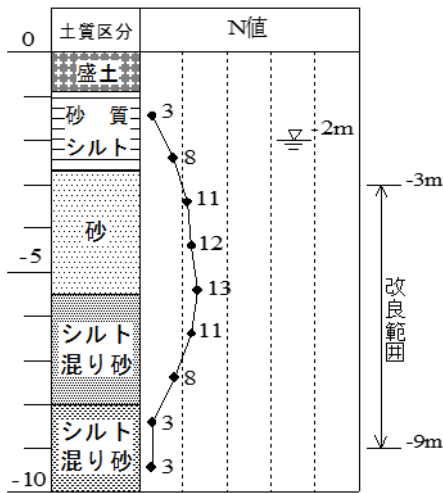 土質区分 N値
0
盛土
砂 質
シルト
3
-2m
8
-3m
11
砂
12
-5
13
シルト
混り砂
11
改良範囲
8
シルト
混り砂
3
-9m
3
-10